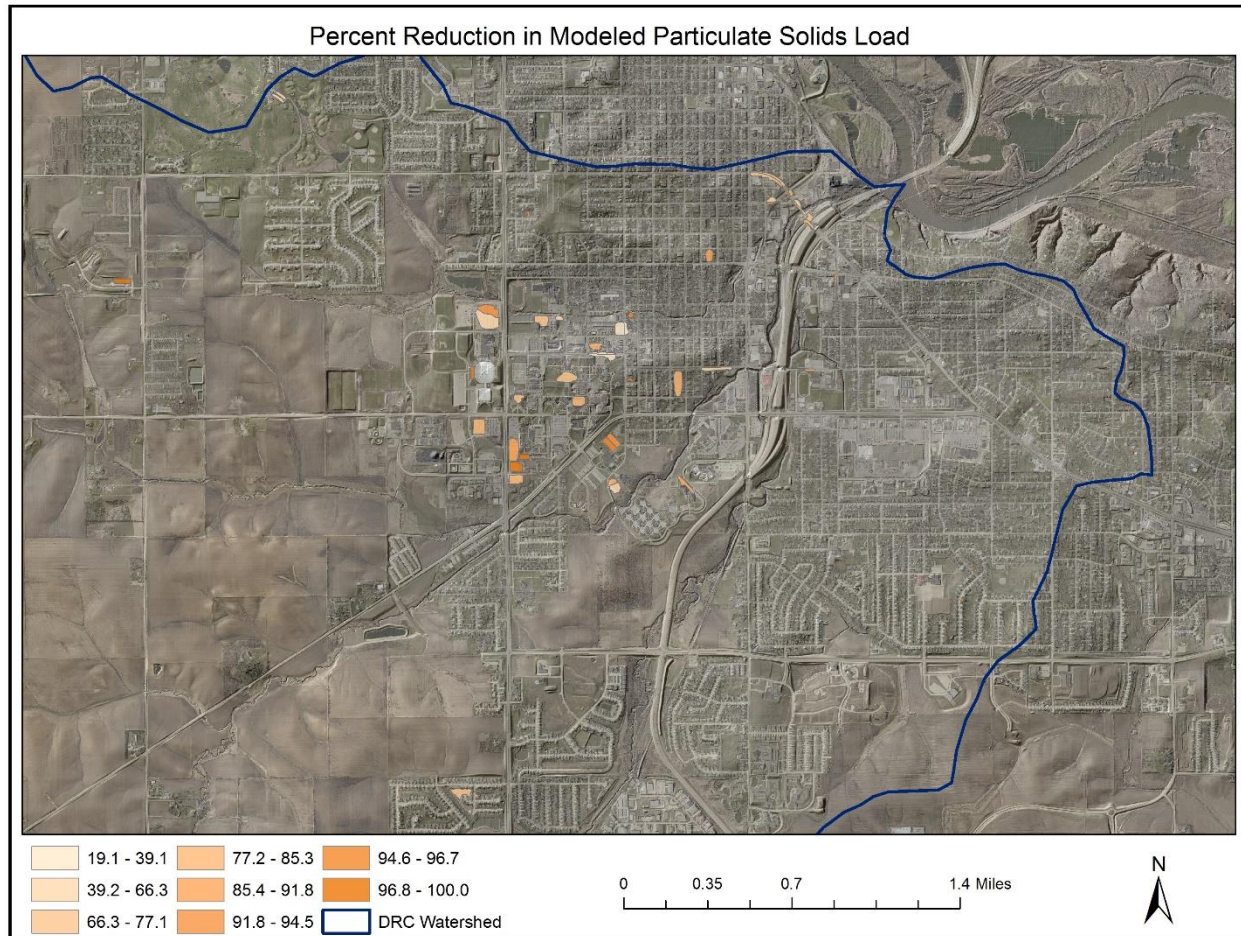 Percent Reduction in Modeled Particulate Solids Load
19.1 - 39.1 77.2 - 85.3 94.6 - 96.7
39.2 - 66.3 85.4 - 91.8 96.8 - 100.0
66.3 - 77.1 91.8 - 94.5 DRC Watershed
0 0.35 0.7 1.4 Miles
N